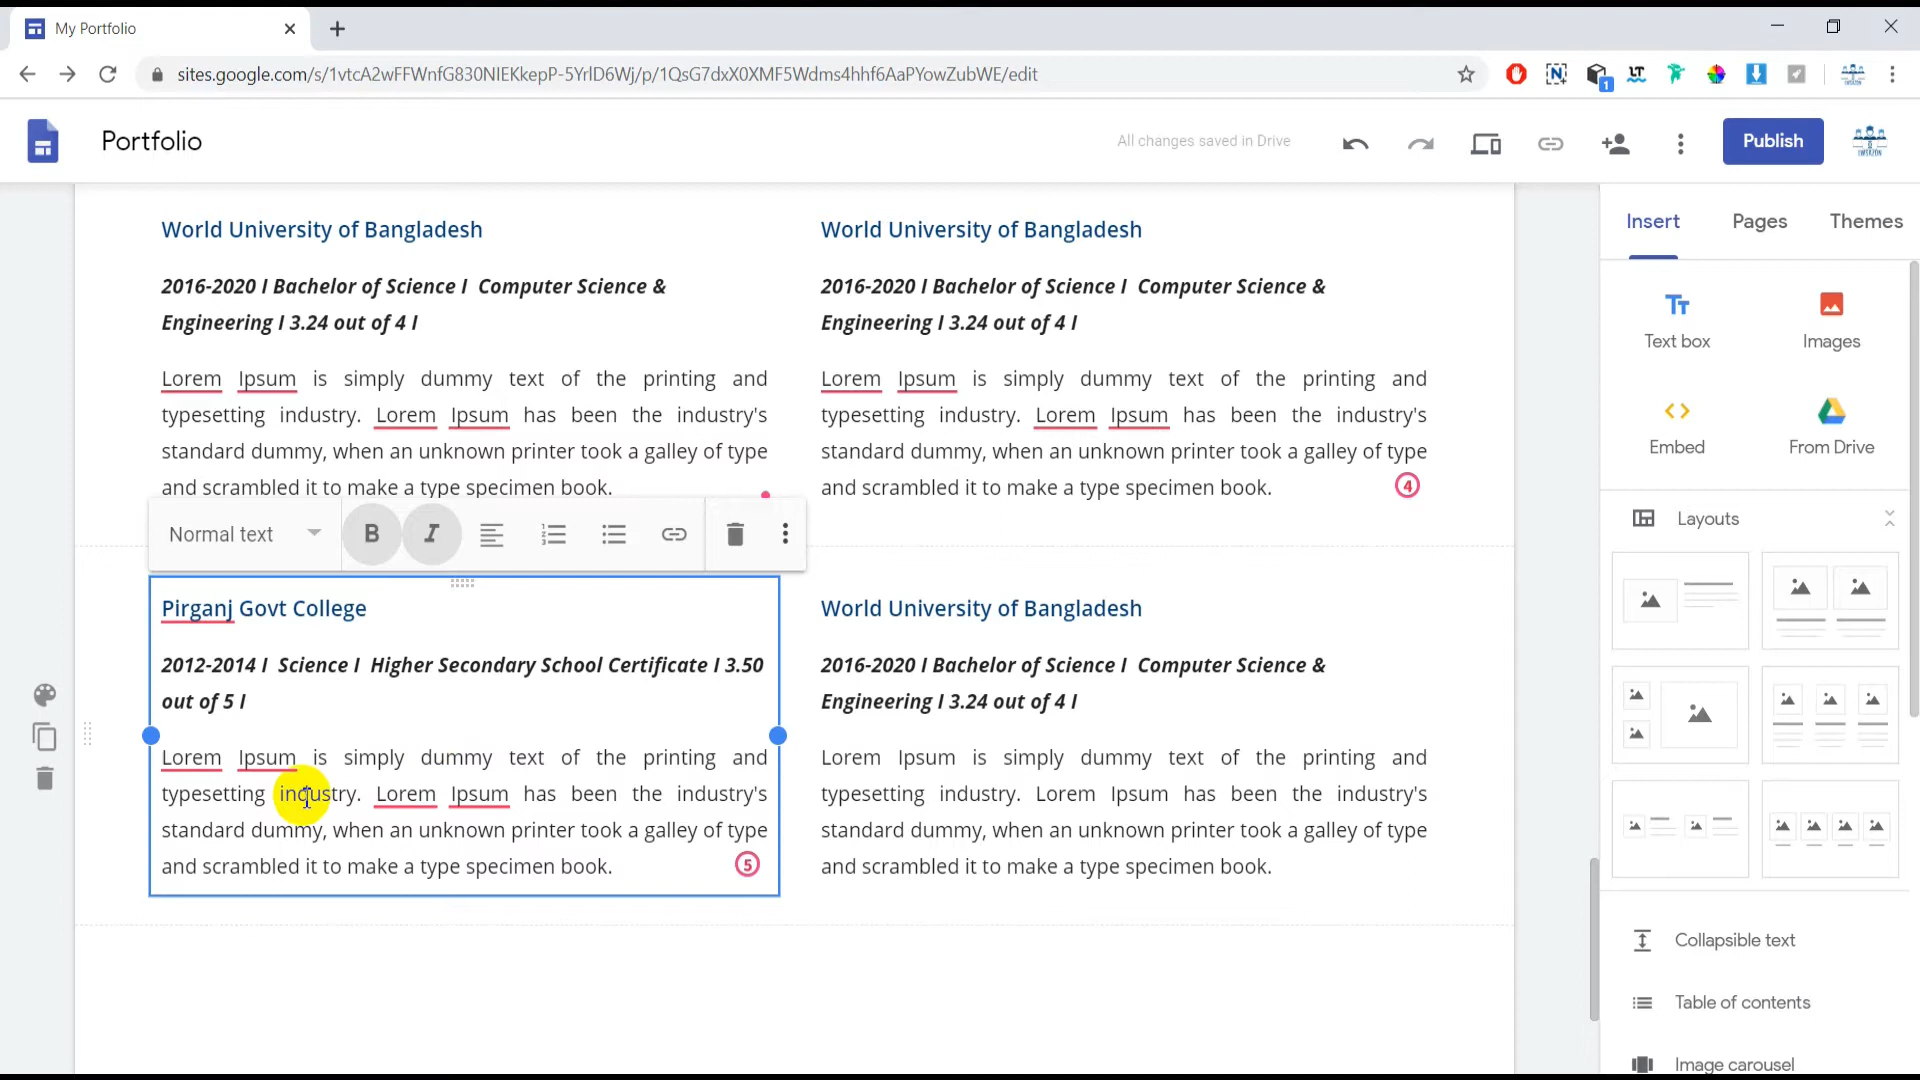 My Portfolio
sites.google.com/s/1vtcA2wFFWnfG830NIEKkepP-5YrlD6Wj/p/1QsG7dxX0XMF5Wdms4hhf6AaPYowZubWE/edit
1
Portfolio
All changes saved in Drive
Publish
World University of Bangladesh
2016-2020 I Bachelor of Science I Computer Science &
Engineering I 3.24 out of 4 I
Lorem Ipsum is simply dummy text of the printing and
typesetting industry. Lorem Ipsum has been the industry's
standard dummy, when an unknown printer took a galley of type
and scrambled it to make a type specimen book.
World University of Bangladesh
2016-2020 I Bachelor of Science I Computer Science &
Engineering I 3.24 out of 4 I
Lorem Ipsum is simply dummy text of the printing and
typesetting industry. Lorem Ipsum has been the industry's
standard dummy, when an unknown printer took a galley of type
and scrambled it to make a type specimen book.
4
Normal text
B I
Pirganj Govt College
2012-2014 I Science I Higher Secondary School Certificate I 3.50
out of 5 I
Lorem Ipsum is simply dummy text of the printing and
typesetting industry. Lorem Ipsum has been the industry's
standard dummy, when an unknown printer took a galley of type
and scrambled it to make a type specimen book.
5
World University of Bangladesh
2016-2020 I Bachelor of Science I Computer Science &
Engineering I 3.24 out of 4 I
Lorem Ipsum is simply dummy text of the printing and
typesetting industry. Lorem Ipsum has been the industry's
standard dummy, when an unknown printer took a galley of type
and scrambled it to make a type specimen book.
Insert
Pages
Themes
Tt
Text box
Images
Embed
From Drive
Layouts
Collapsible text
Table of contents
Image carousel